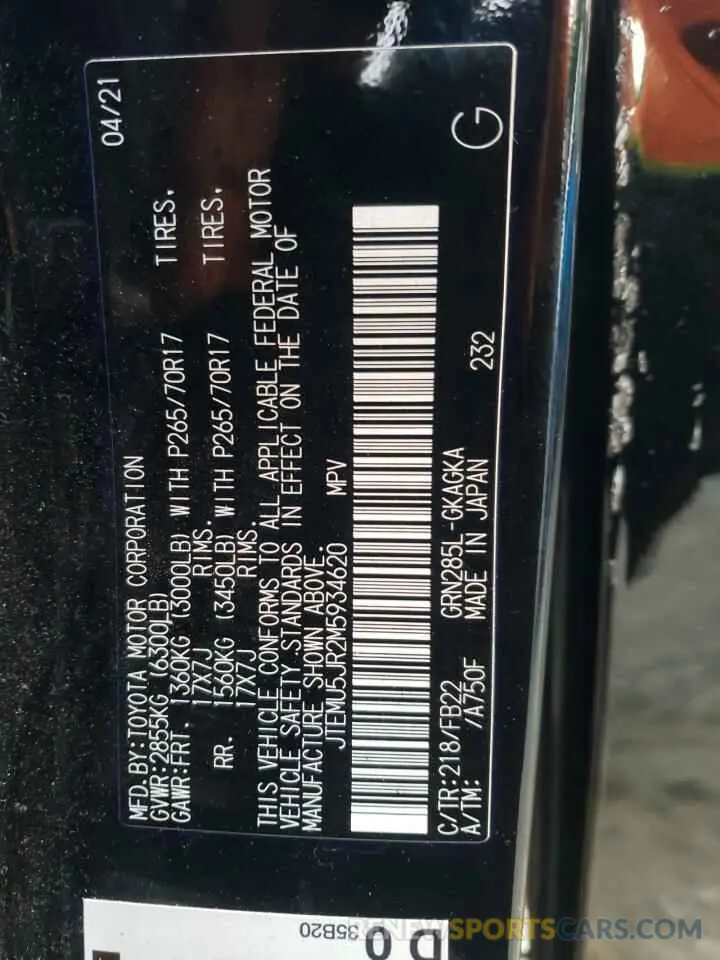 MFD.BY:TOYOTA MOTOR CORPORATION 04/21
GVWR:2855KG (6300LB)
GAWR:FRT. 1360KG (3000LB) WITH P265/70R17 TIRES,
17X7J RIMS.
RR. 1560KG (3450LB) WITH P265/70R17 TIRES,
17X7J RIMS.
THIS VEHICLE CONFORMS TO ALL APPLICABLE FEDERAL MOTOR
VEHICLE SAFETY STANDARDS IN EFFECT ON THE DATE OF
MANUFACTURE SHOWN ABOVE.
JTEMU5JR2M5934620 MPV
C/TR:218/FB22 GRN285L-GKAGKA
A/TM: /A750F MADE IN JAPAN 232 G
35B20
D 0
RENEWSPORTSCARS.COM